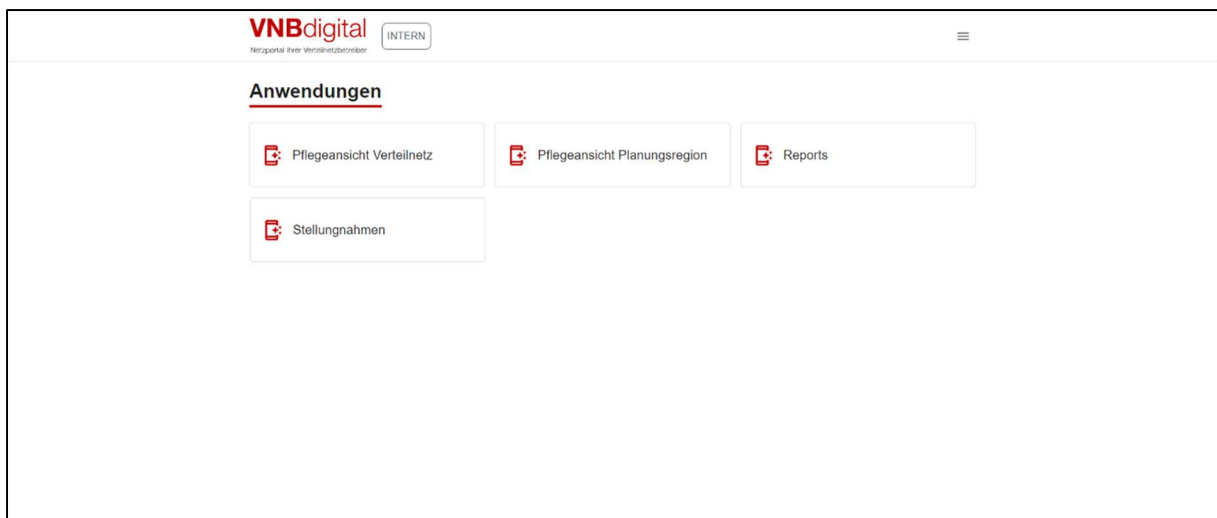 VNBdigital
INTERN
Netzportal Ihrer Verteilnetzbetreiber
Anwendungen
Pflegeansicht Verteilnetz
Pflegeansicht Planungsregion
Reports
Stellungnahmen